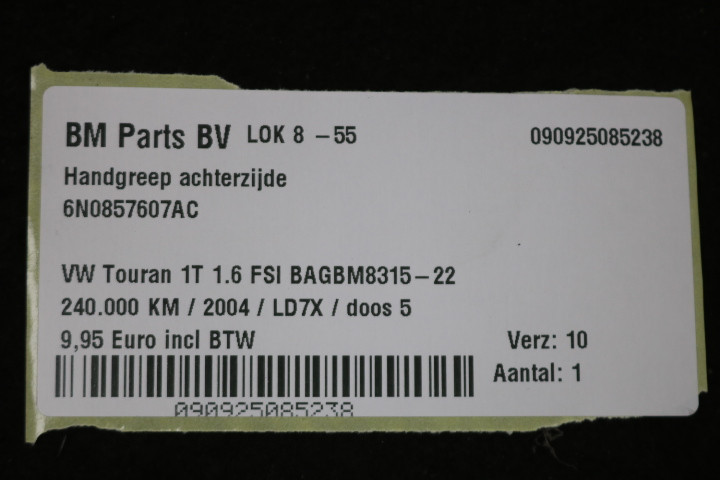 BM Parts BV LOK 8 -55 090925085238
Handgreep achterzijde
6N0857607AC
VW Touran 1T 1.6 FSI BAGBM8315-22
240.000 KM / 2004 / LD7X / doos 5
9,95 Euro incl BTW Verz: 10
Aantal: 1
090925085238